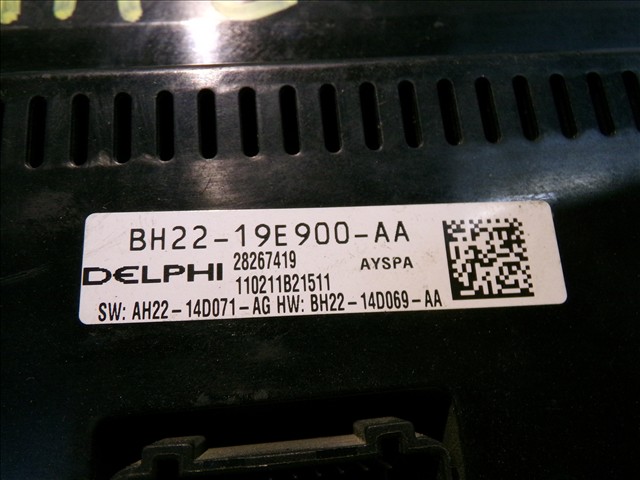 BH22-19E900-AA
DELPHI 28267419 AYSPA
110211B21511
SW: AH22-14D071-AG HW: BH22-14D069-AA